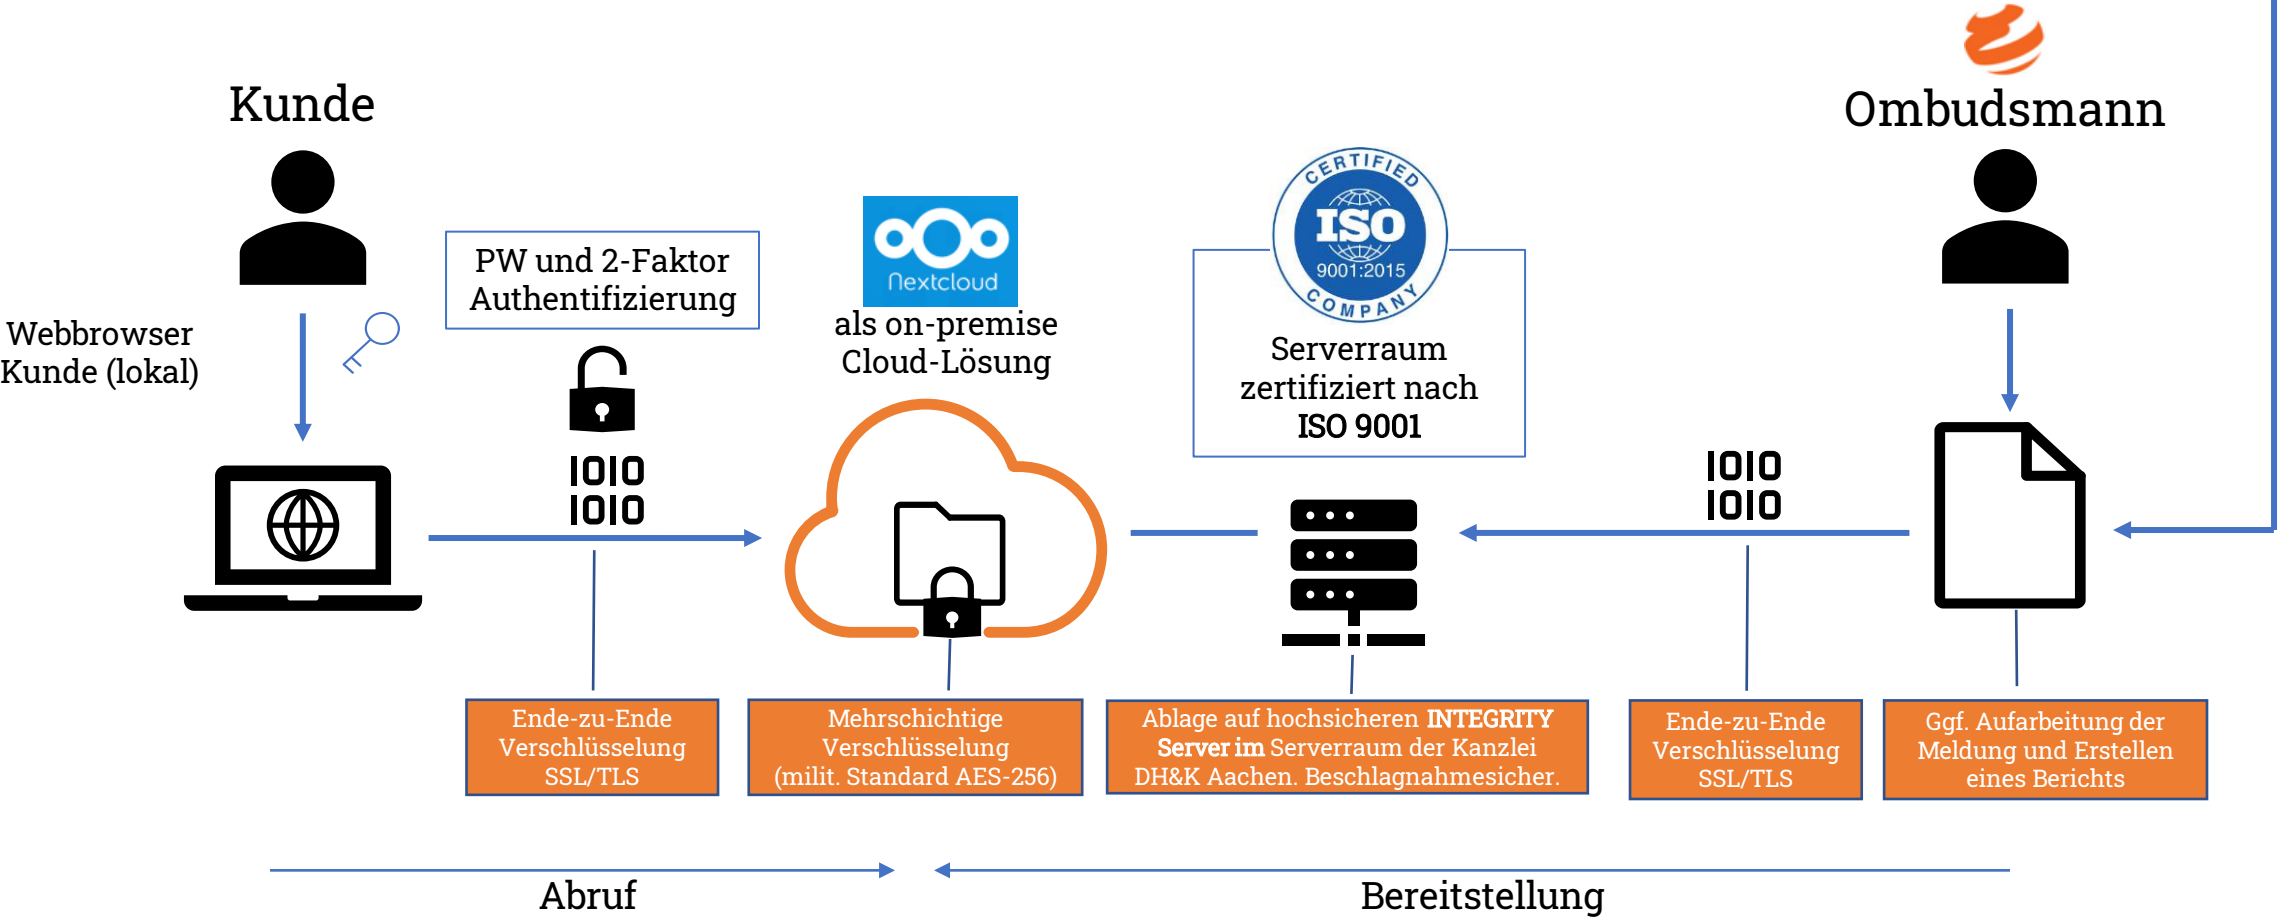 Kunde
Ombudsmann
Webbrowser
Kunde (lokal)
PW und 2-Faktor
Authentifizierung
1010
1010
Nextcloud
als on-premise
Cloud-Lösung
CERTIFIED
ISO
9001:2015
COMPANY
Serverraum
zertifiziert nach
ISO 9001
1010
1010
Ende-zu-Ende
Verschlüsselung
SSL/TLS
Mehrschichtige
Verschlüsselung
(milit. Standard AES-256)
Ablage auf hochsicheren INTEGRITY
Server im Serverraum der Kanzlei
DH&K Aachen. Beschlagnahmesicher.
Ende-zu-Ende
Verschlüsselung
SSL/TLS
Ggf. Aufarbeitung der
Meldung und Erstellen
eines Berichts
Abruf
Bereitstellung